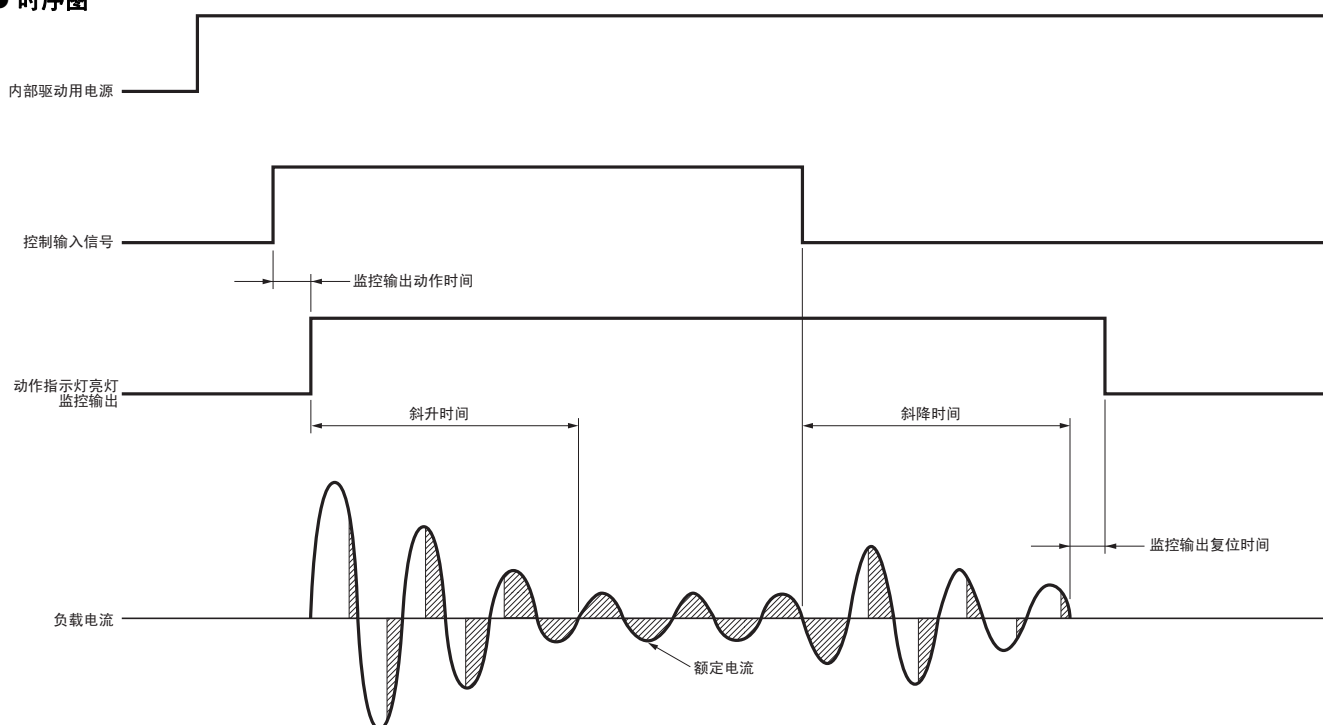 ● 时序图
内部驱动用电源
控制输入信号
监控输出动作时间
动作指示灯亮灯
监控输出
斜升时间
斜降时间
监控输出复位时间
负载电流
额定电流